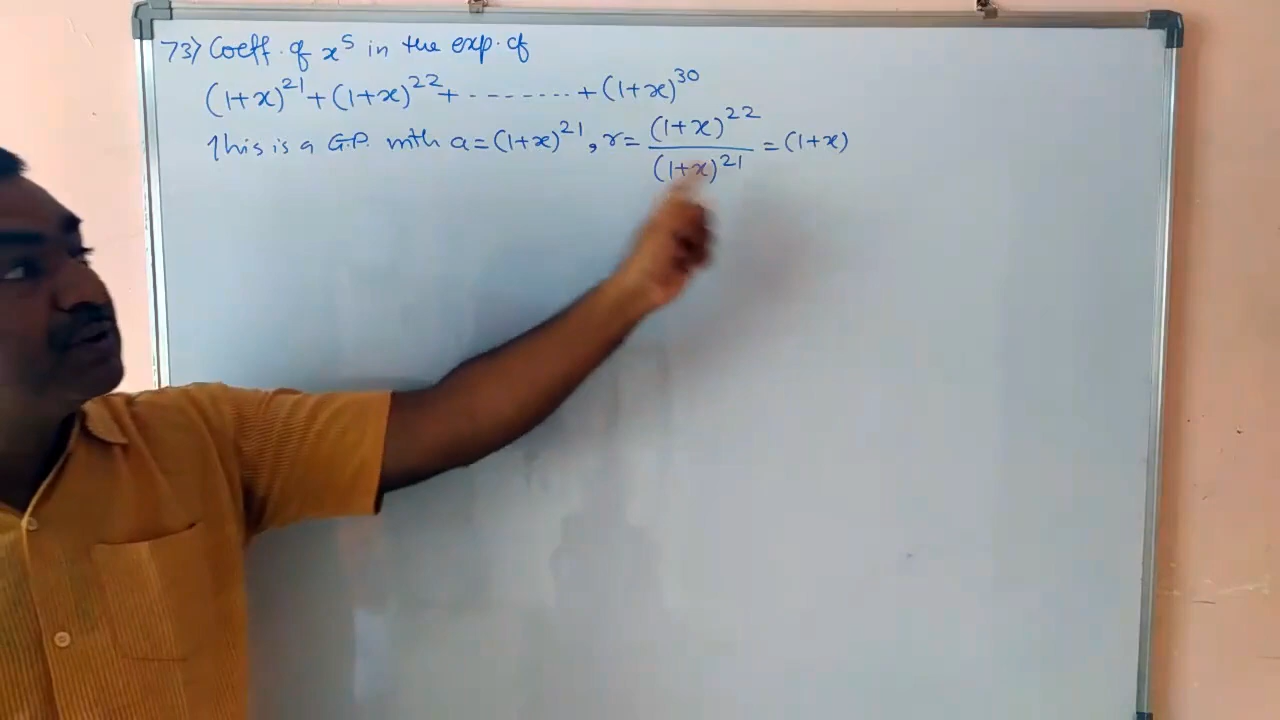 73) Coeff. of x⁵ in the exp. of
(1+x)²¹+(1+x)²²+ - - - - - - - - +(1+x)³⁰
This is a G.P. with a=(1+x)²¹, r= (1+x)²² / (1+x)²¹ = (1+x)